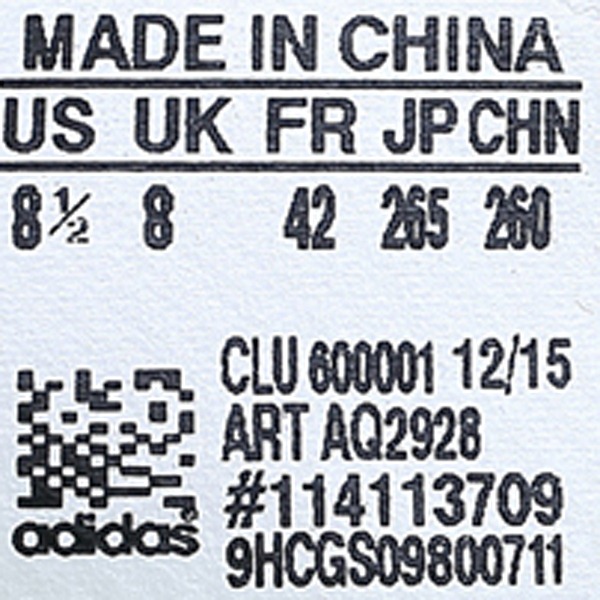 MADE IN CHINA
US UK FR JP CHN
8½ 8 42 265 260
CLU 600001 12/15
ART AQ2928
#114113709
adidas®
9HCGS09800711